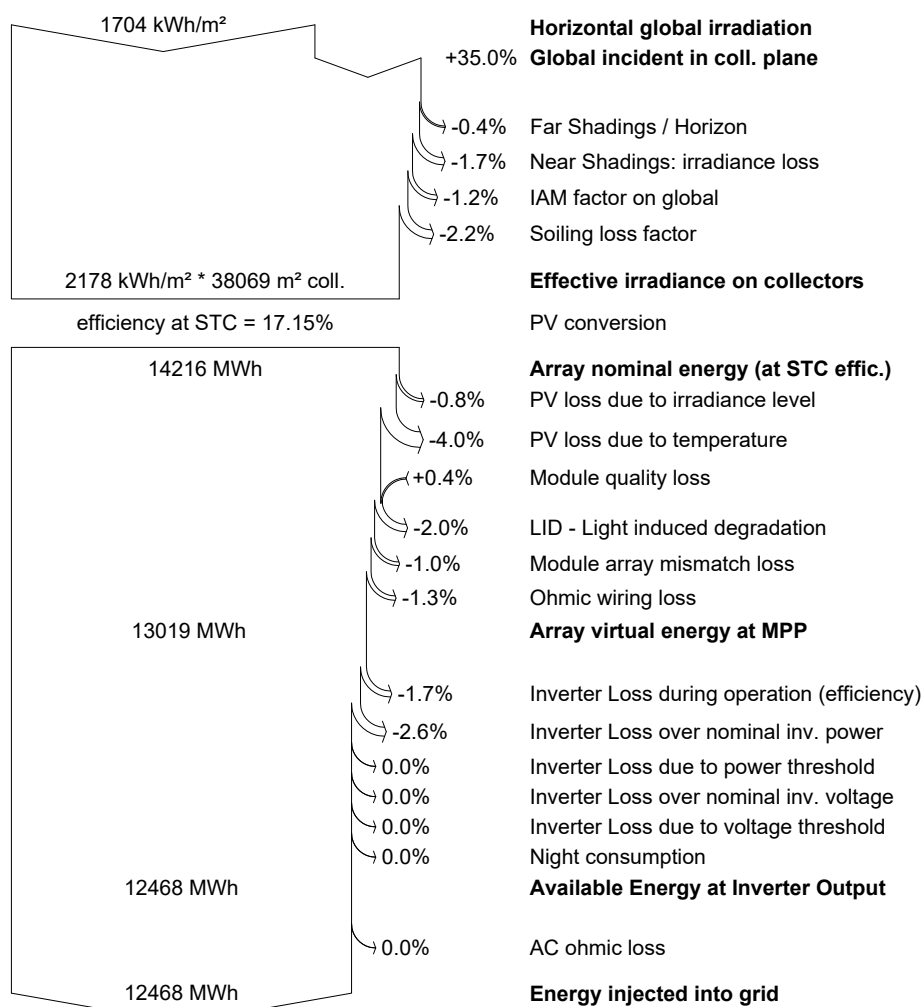 1704 kWh/m² Horizontal global irradiation
+35.0% Global incident in coll. plane
-0.4% Far Shadings / Horizon
-1.7% Near Shadings: irradiance loss
-1.2% IAM factor on global
-2.2% Soiling loss factor
2178 kWh/m² * 38069 m² coll. Effective irradiance on collectors
efficiency at STC = 17.15% PV conversion
14216 MWh Array nominal energy (at STC effic.)
-0.8% PV loss due to irradiance level
-4.0% PV loss due to temperature
+0.4% Module quality loss
-2.0% LID - Light induced degradation
-1.0% Module array mismatch loss
-1.3% Ohmic wiring loss
13019 MWh Array virtual energy at MPP
-1.7% Inverter Loss during operation (efficiency)
-2.6% Inverter Loss over nominal inv. power
0.0% Inverter Loss due to power threshold
0.0% Inverter Loss over nominal inv. voltage
0.0% Inverter Loss due to voltage threshold
0.0% Night consumption
12468 MWh Available Energy at Inverter Output
0.0% AC ohmic loss
12468 MWh Energy injected into grid